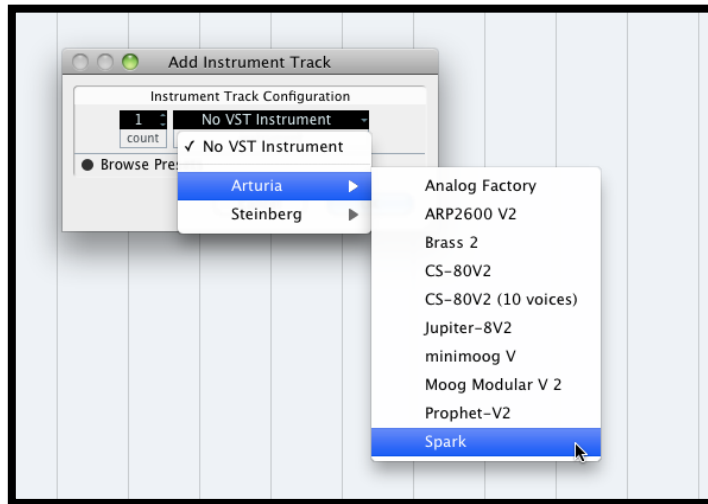 Add Instrument Track
Instrument Track Configuration
1 No VST Instrument
count
✓ No VST Instrument
Browse Pre
Arturia
Steinberg
Analog Factory
ARP2600 V2
Brass 2
CS-80V2
CS-80V2 (10 voices)
Jupiter-8V2
minimoog V
Moog Modular V 2
Prophet-V2
Spark